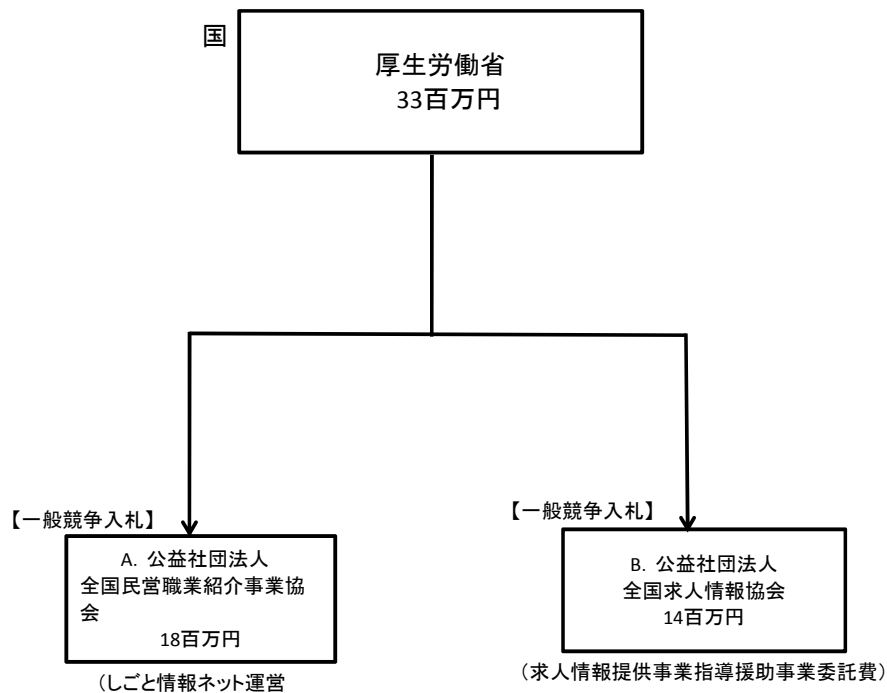 国
厚生労働省
33百万円
【一般競争入札】
A. 公益社団法人
全国民営職業紹介事業協
会
18百万円
(しごと情報ネット運営
【一般競争入札】
B. 公益社団法人
全国求人情報協会
14百万円
(求人情報提供事業指導援助事業委託費)